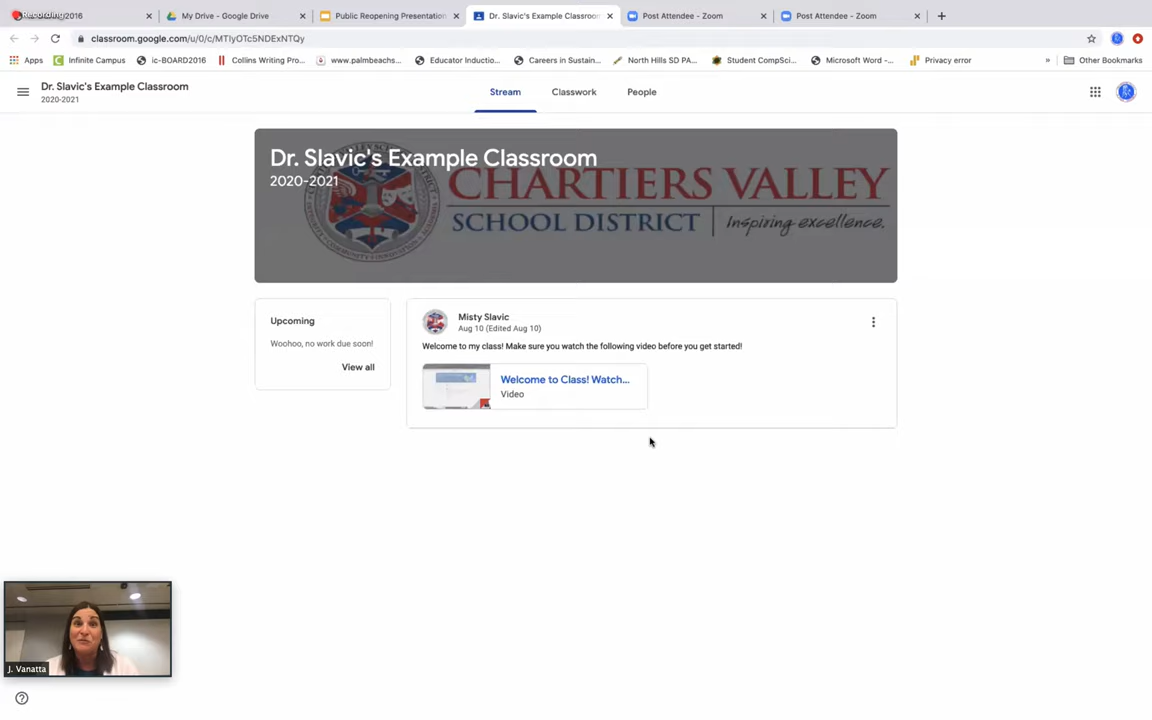 Recording
My Drive - Google Drive
Public Reopening Presentation
Dr. Slavic's Example Classroom
Post Attendee - Zoom
Post Attendee - Zoom
classroom.google.com/u/0/c/MTIyOTc5NDExNTQy
Apps
Infinite Campus
ic-BOARD2016
Collins Writing Pro...
www.palmbeachs...
Educator Inductio...
Careers in Sustain...
North Hills SD PA...
Student CompSci...
Microsoft Word -...
Privacy error
»
Other Bookmarks
Dr. Slavic's Example Classroom
2020-2021
Stream
Classwork
People
Dr. Slavic's Example Classroom
2020-2021
CHARTIERS VALLEY
SCHOOL DISTRICT | Inspiring excellence.
Upcoming
Woohoo, no work due soon!
View all
Misty Slavic
Aug 10 (Edited Aug 10)
Welcome to my class! Make sure you watch the following video before you get started!
Welcome to Class! Watch...
Video
J. Vanatta